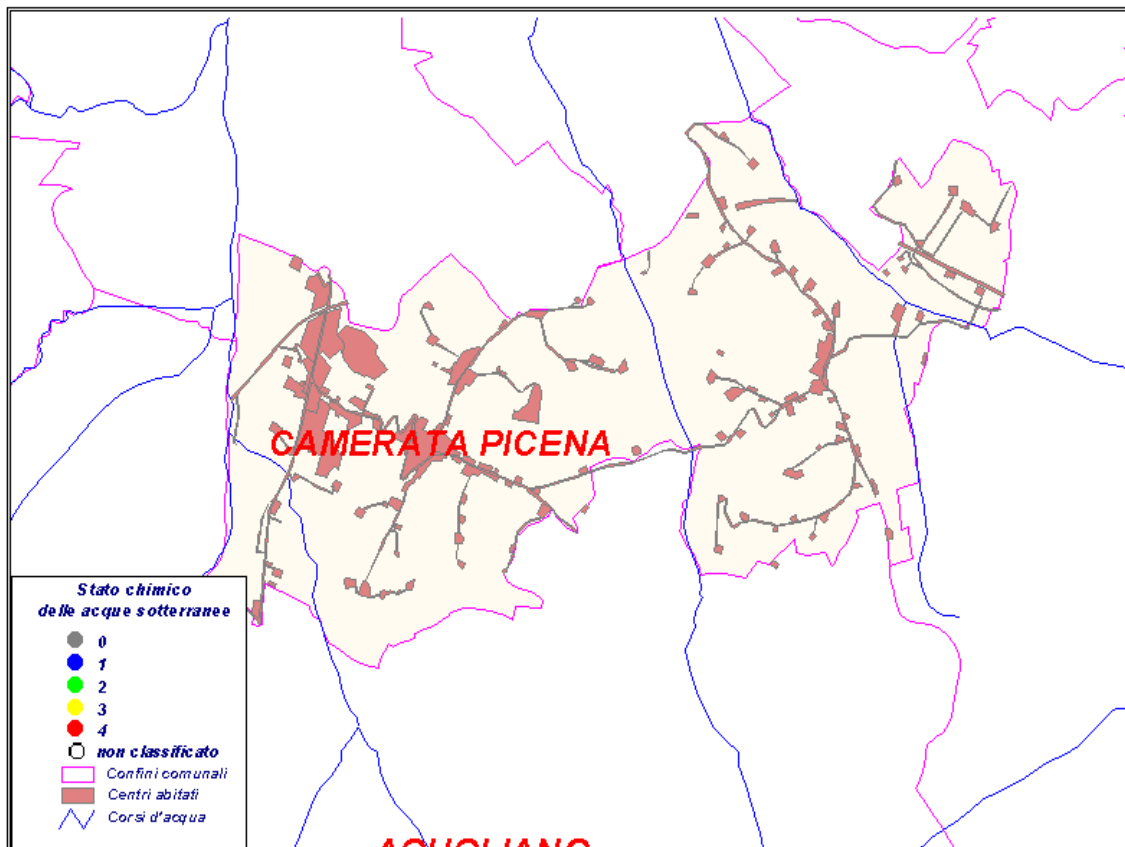 CAMERATA PICENA
Stato chimico
delle acque sotterranee
0
1
2
3
4
non classificato
Confini comunali
Centri abitati
Corsi d'acqua
AGUGLIANO